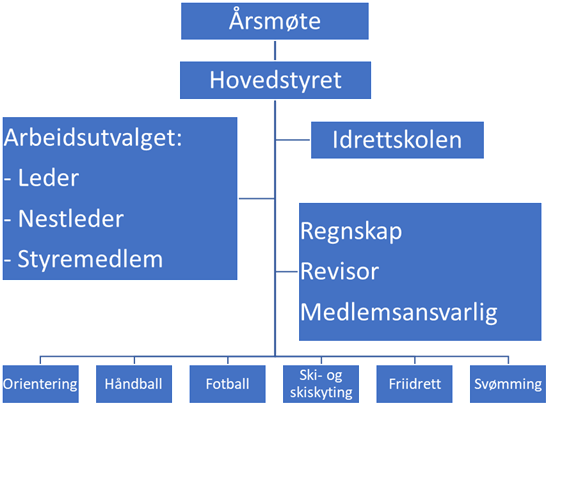 Årsmøte
Hovedstyret
Arbeidsutvalget:
- Leder
- Nestleder
- Styremedlem
Idrettskolen
Regnskap
Revisor
Medlemsansvarlig
Orientering
Håndball
Fotball
Ski- og
skiskyting
Friidrett
Svømming